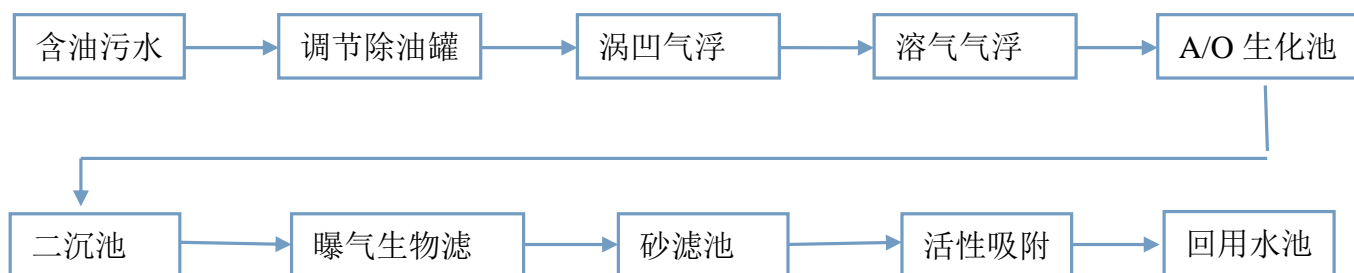 含油污水
调节除油罐
涡凹气浮
溶气气浮
A/O 生化池
二沉池
曝气生物滤
砂滤池
活性吸附
回用水池